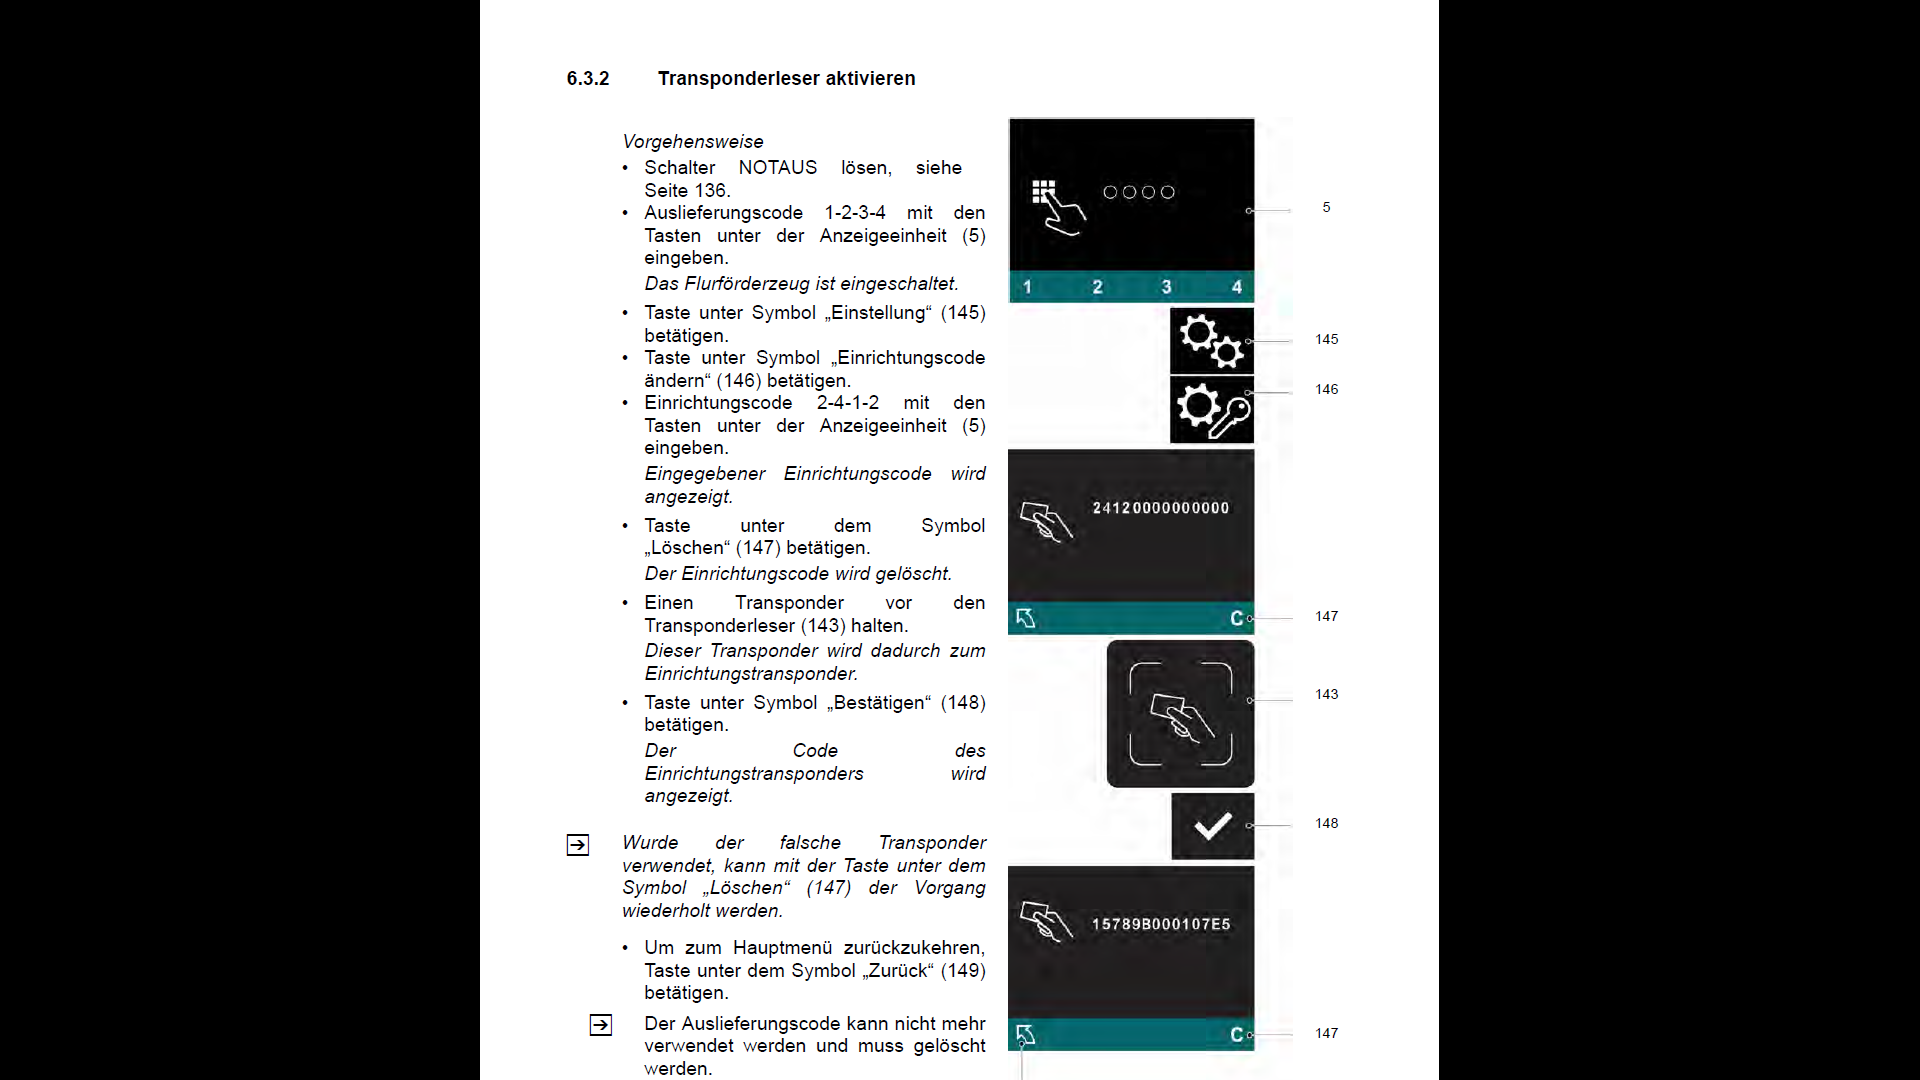 6.3.2 Transponderleser aktivieren
Vorgehensweise
• Schalter NOTAUS lösen, siehe
Seite 136.
• Auslieferungscode 1-2-3-4 mit den
Tasten unter der Anzeigeeinheit (5)
eingeben.
Das Flurförderzeug ist eingeschaltet.
• Taste unter Symbol „Einstellung“ (145)
betätigen.
• Taste unter Symbol „Einrichtungscode
ändern“ (146) betätigen.
• Einrichtungscode 2-4-1-2 mit den
Tasten unter der Anzeigeeinheit (5)
eingeben.
Eingegebener Einrichtungscode wird
angezeigt.
• Taste unter dem Symbol
„Löschen“ (147) betätigen.
Der Einrichtungscode wird gelöscht.
• Einen Transponder vor den
Transponderleser (143) halten.
Dieser Transponder wird dadurch zum
Einrichtungstransponder.
• Taste unter Symbol „Bestätigen“ (148)
betätigen.
Der Code des
Einrichtungstransponders wird
angezeigt.
Wurde der falsche Transponder
verwendet, kann mit der Taste unter dem
Symbol „Löschen“ (147) der Vorgang
wiederholt werden.
• Um zum Hauptmenü zurückzukehren,
Taste unter dem Symbol „Zurück“ (149)
betätigen.
Der Auslieferungscode kann nicht mehr
verwendet werden und muss gelöscht
werden.
5
1 2 3 4
145
146
24120000000000
C
147
143
148
15789B000107E5
C
147